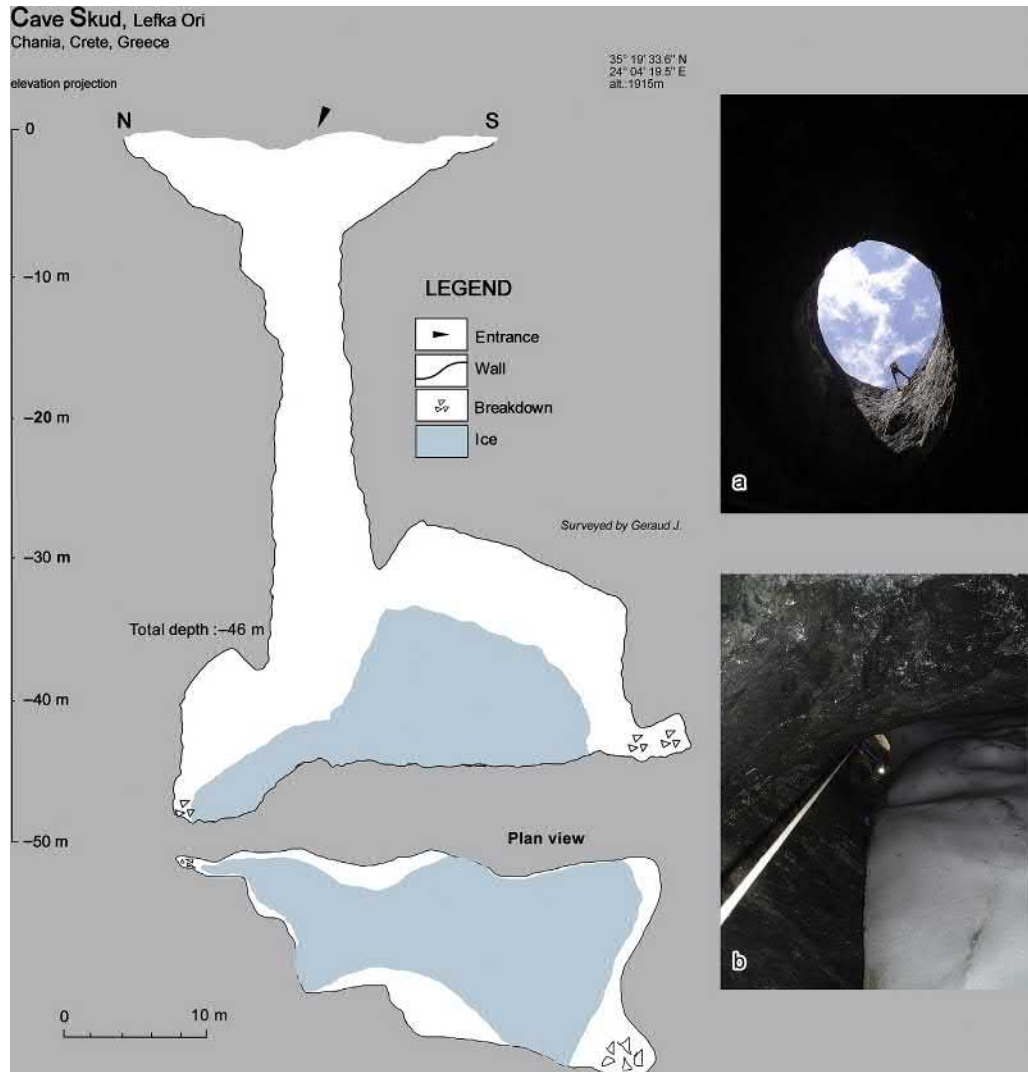 Cave Skud, Lefka Ori
Chania, Crete, Greece
35° 19' 33.6" N
24° 04' 19.5" E
alt.:1915m
elevation projection
N
S
0
–10 m
–20 m
–30 m
–40 m
–50 m
LEGEND
Entrance
Wall
Breakdown
Ice
Surveyed by Geraud J.
Total depth :–46 m
Plan view
0 10 m
a
b